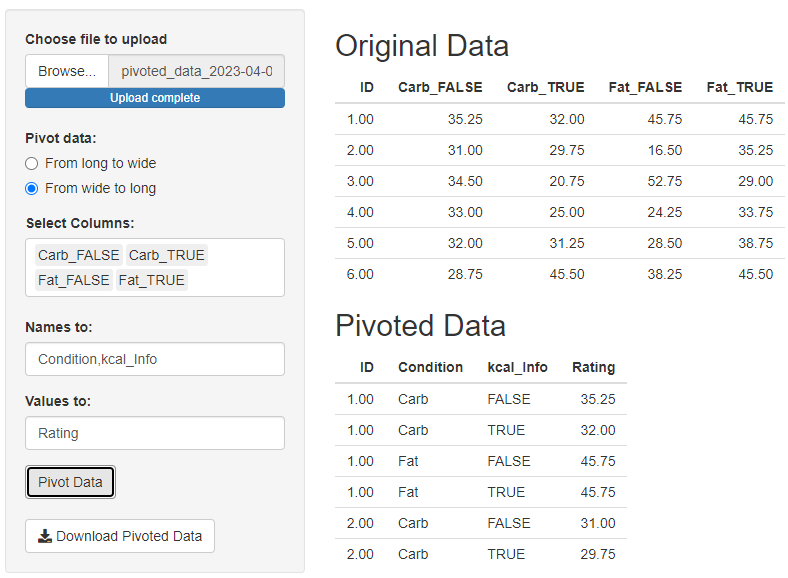 Choose file to upload
Browse... pivoted_data_2023-04-0
Upload complete
Pivot data:
From long to wide
From wide to long
Select Columns:
Carb_FALSE Carb_TRUE
Fat_FALSE Fat_TRUE
Names to:
Condition,kcal_Info
Values to:
Rating
Pivot Data
Download Pivoted Data
Original Data
ID Carb_FALSE Carb_TRUE Fat_FALSE Fat_TRUE
1.00 35.25 32.00 45.75 45.75
2.00 31.00 29.75 16.50 35.25
3.00 34.50 20.75 52.75 29.00
4.00 33.00 25.00 24.25 33.75
5.00 32.00 31.25 28.50 38.75
6.00 28.75 45.50 38.25 45.50
Pivoted Data
ID Condition kcal_Info Rating
1.00 Carb FALSE 35.25
1.00 Carb TRUE 32.00
1.00 Fat FALSE 45.75
1.00 Fat TRUE 45.75
2.00 Carb FALSE 31.00
2.00 Carb TRUE 29.75